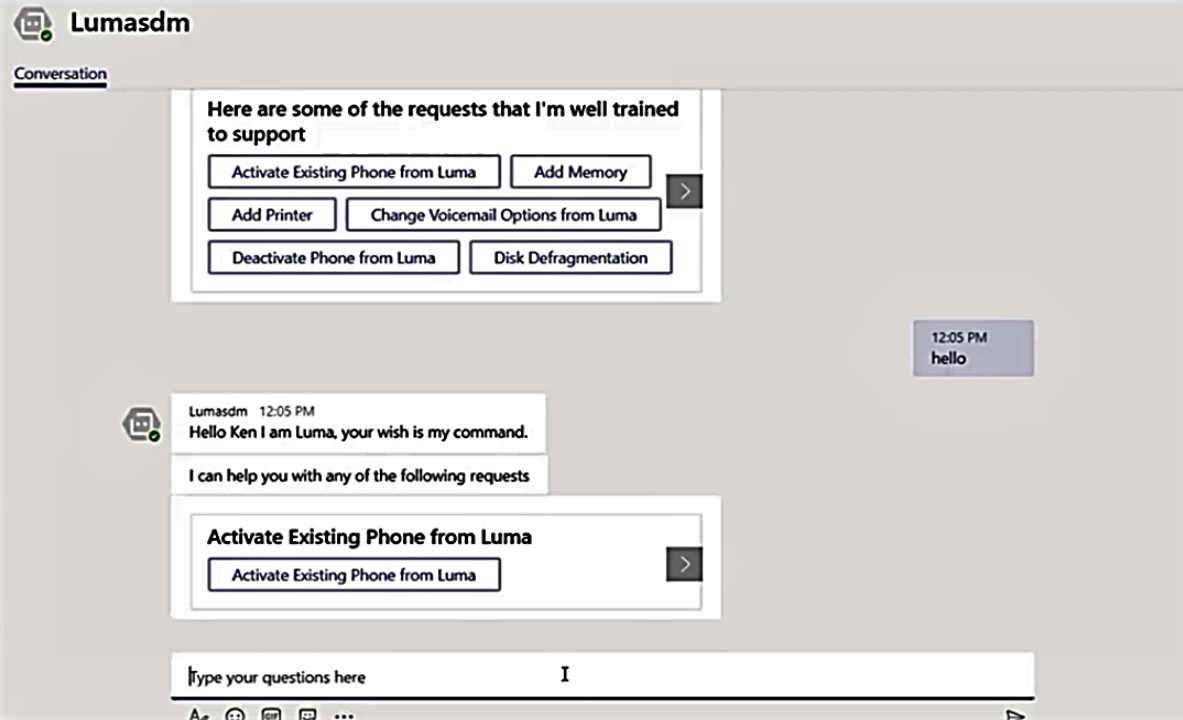 Lumasdm
Conversation
Here are some of the requests that I'm well trained
to support
Activate Existing Phone from Luma
Add Memory
Add Printer
Change Voicemail Options from Luma
Deactivate Phone from Luma
Disk Defragmentation
12:05 PM
hello
Lumasdm 12:05 PM
Hello Ken I am Luma, your wish is my command.
I can help you with any of the following requests
Activate Existing Phone from Luma
Activate Existing Phone from Luma
Type your questions here
GIF